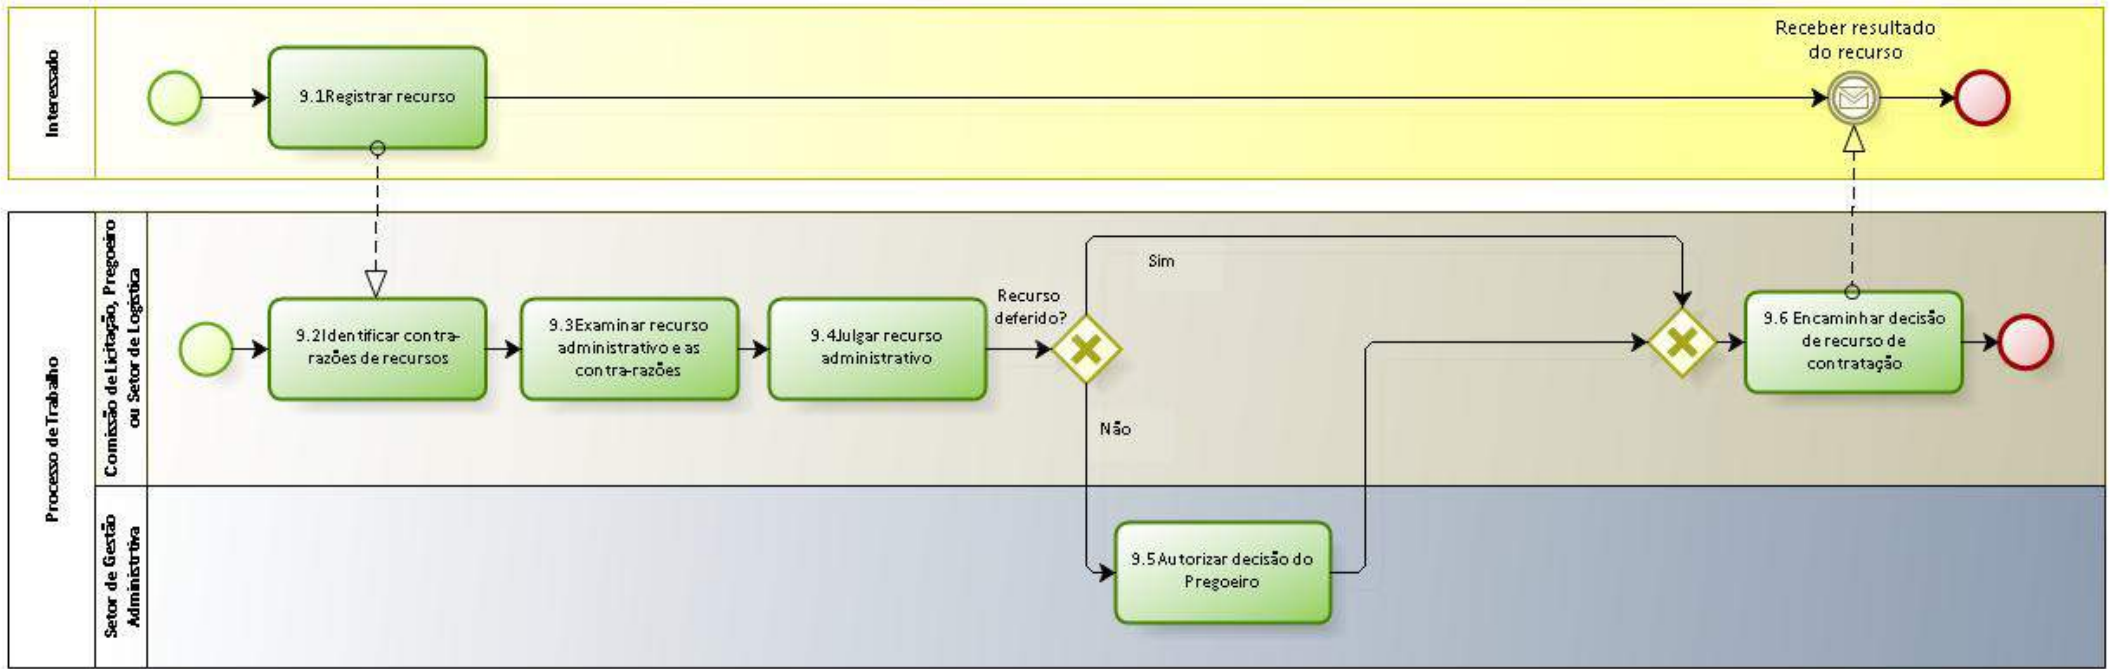 Interessado
9.1Registrar recurso
Receber resultado
do recurso
Processo de Trabalho
Comissão de Licitação, Pregoeiro
ou Setor de Logística
9.2Identificar contra-
razões de recursos
9.3Examinar recurso
administrativo e as
contra-razões
9.4Julgar recurso
administrativo
Recurso
deferido?
Sim
Não
9.6 Encaminhar decisão
de recurso de
contratação
Setor de Gestão
Administrtiva
9.5Autorizar decisão do
Pregoeiro